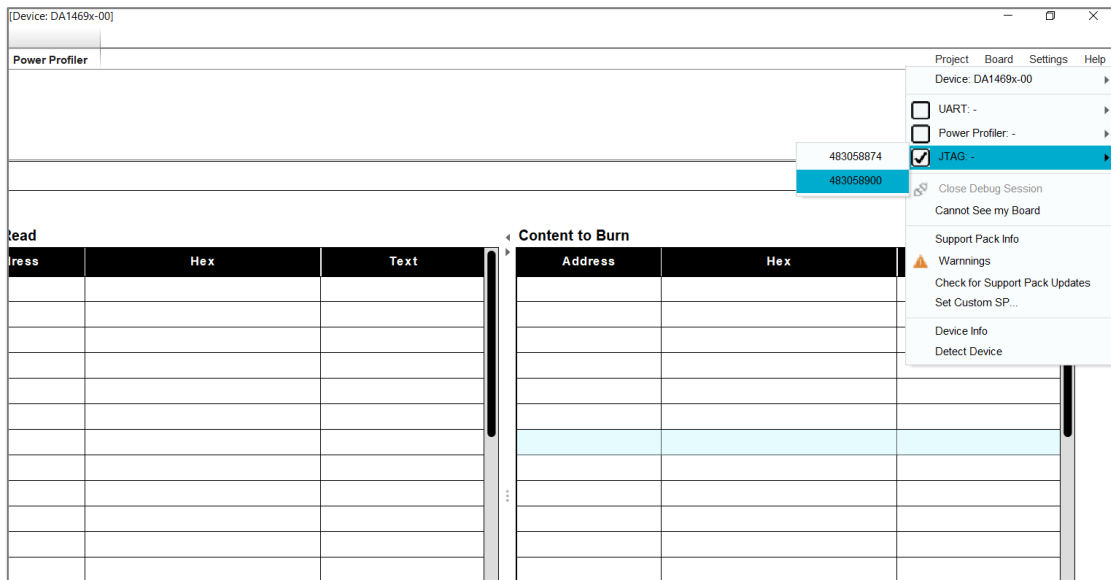 [Device: DA1469x-00]
Power Profiler
Project Board Settings Help
Device: DA1469x-00
UART: -
Power Profiler: -
JTAG: -
483058874
483058900
Close Debug Session
Cannot See my Board
Support Pack Info
Warnnings
Check for Support Pack Updates
Set Custom SP...
Device Info
Detect Device
Read
ress Hex Text
Content to Burn
Address Hex